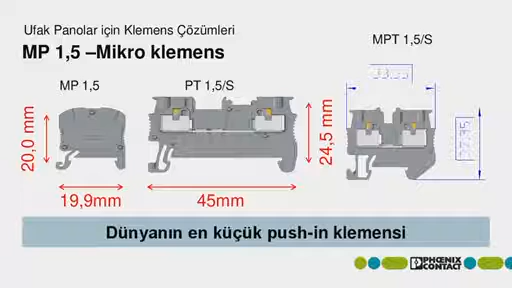 Ufak Panolar için Klemens Çözümleri
MP 1,5 –Mikro klemens
MPT 1,5/S
MP 1,5
PT 1,5/S
20,0 mm
24,5 mm
19,9mm
45mm
Dünyanın en küçük push-in klemensi
PHŒNIX
CONTACT